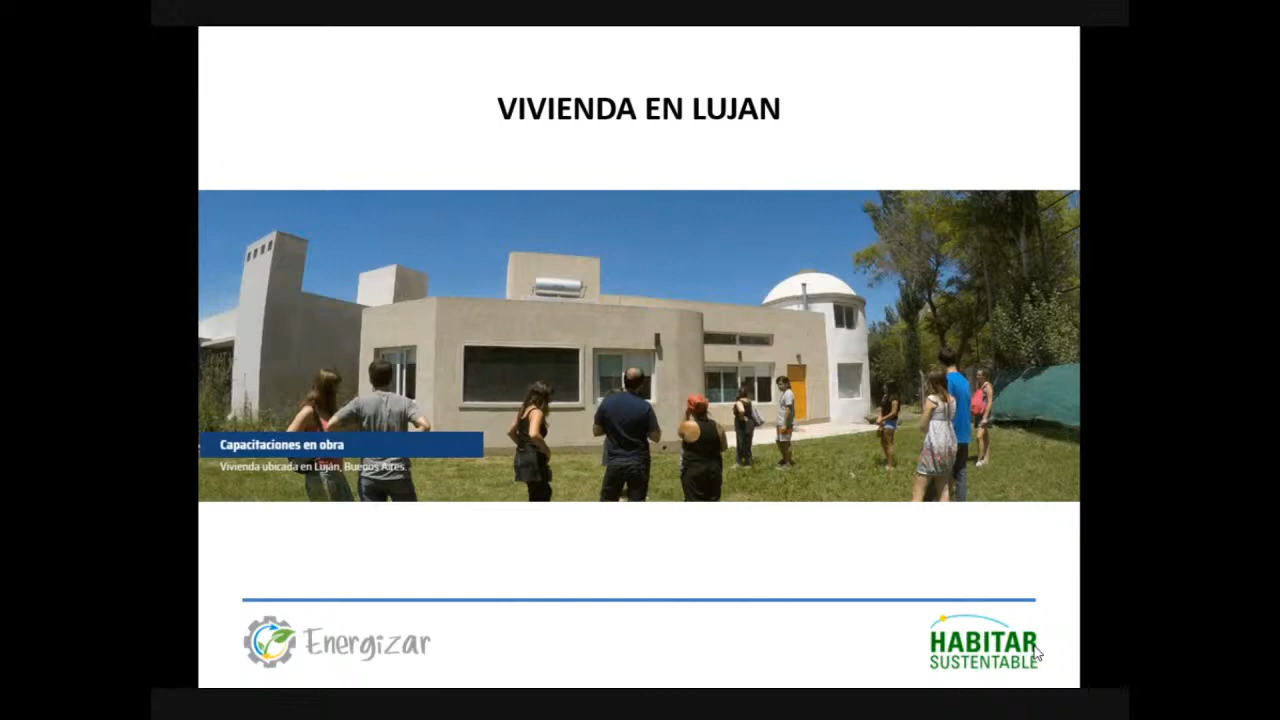 VIVIENDA EN LUJAN
Capacitaciones en obra
Vivienda ubicada en Luján, Buenos Aires.
Energizar
HABITAR
SUSTENTABLE